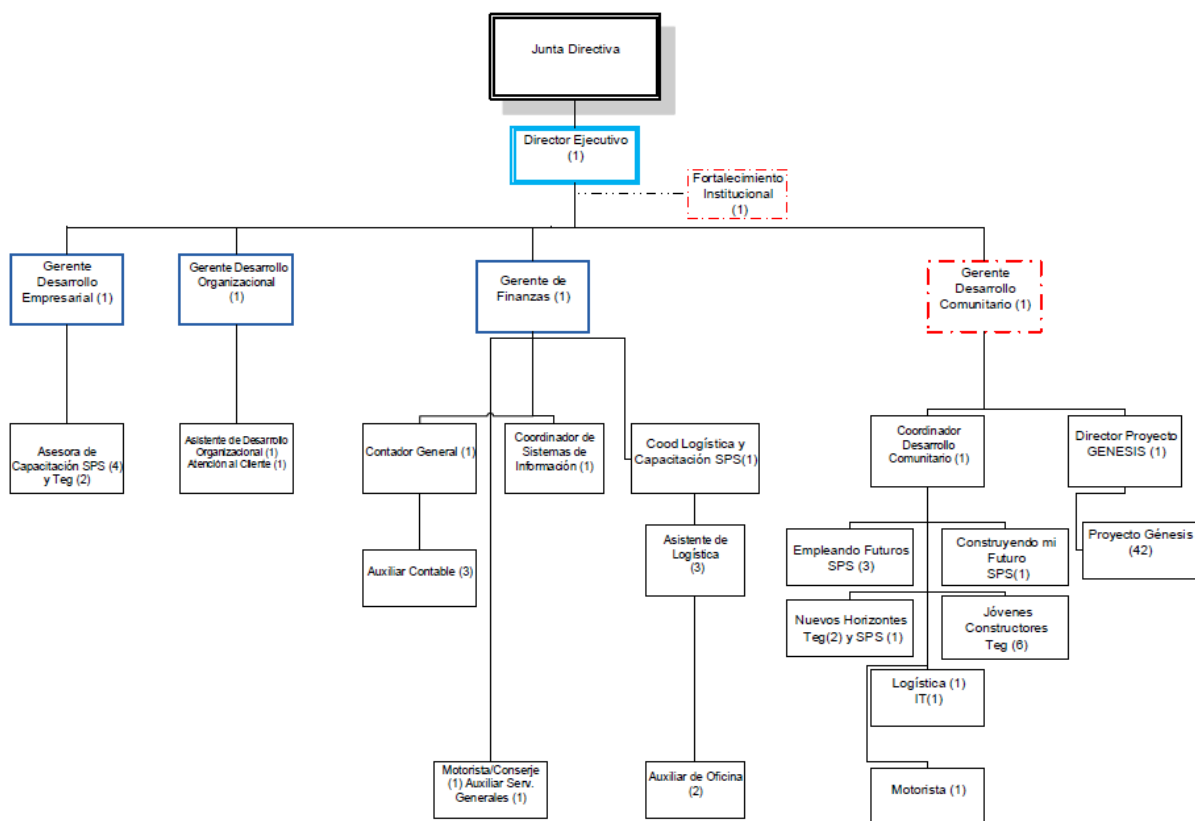 Junta Directiva
Director Ejecutivo
(1)
Fortalecimiento
Institucional
(1)
Gerente
Desarrollo
Empresarial (1)
Gerente Desarrollo
Organizacional
(1)
Gerente de
Finanzas (1)
Gerente
Desarrollo
Comunitario (1)
Asesora de
Capacitación SPS (4)
y Teg (2)
Asistente de Desarrollo
Organizacional (1)
Atención al Cliente (1)
Contador General (1)
Coordinador de
Sistemas de
Información (1)
Cood Logística y
Capacitación SPS(1)
Coordinador
Desarrollo
Comunitario (1)
Director Proyecto
GENESIS (1)
Auxiliar Contable (3)
Asistente de
Logística
(3)
Empleando Futuros
SPS (3)
Construyendo mi
Futuro
SPS(1)
Proyecto Génesis
(42)
Nuevos Horizontes
Teg(2) y SPS (1)
Jóvenes
Constructores
Teg (6)
Logística (1)
IT(1)
Motorista/Conserje
(1) Auxiliar Serv.
Generales (1)
Auxiliar de Oficina
(2)
Motorista (1)